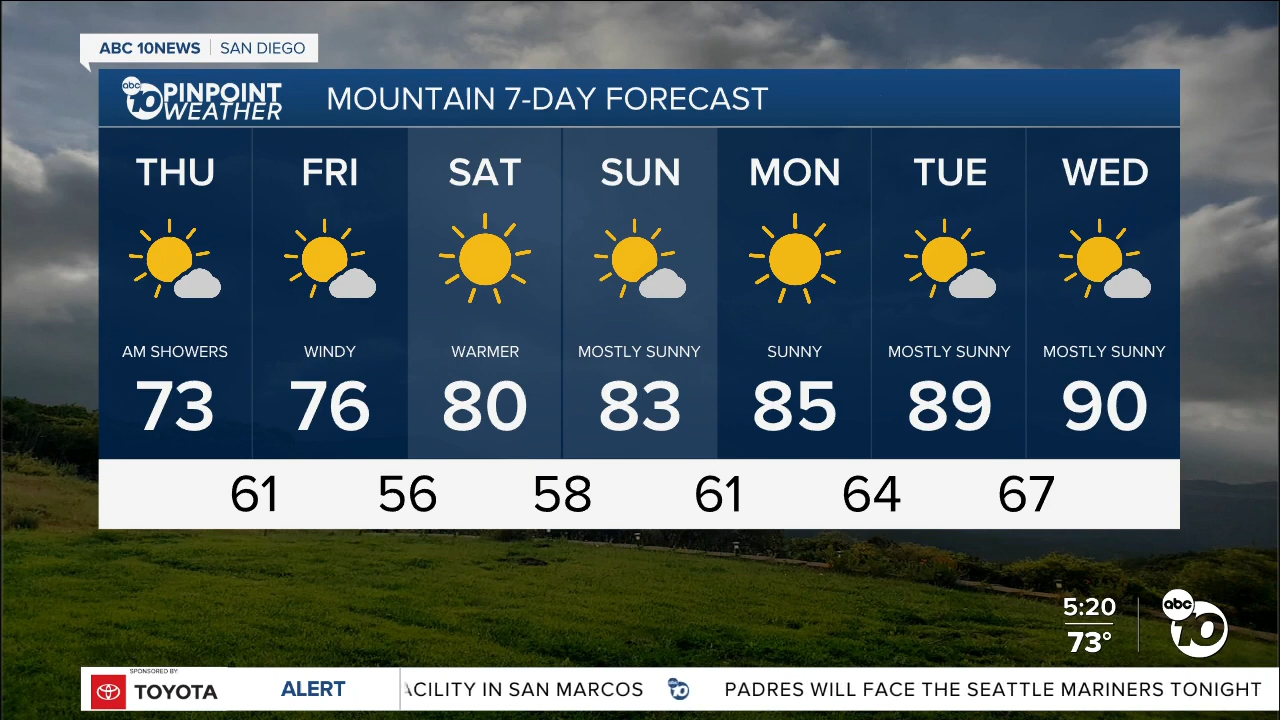 ABC 10NEWS | SAN DIEGO
abc 10 PINPOINT WEATHER
MOUNTAIN 7-DAY FORECAST
THU FRI SAT SUN MON TUE WED
AM SHOWERS WINDY WARMER MOSTLY SUNNY SUNNY MOSTLY SUNNY MOSTLY SUNNY
73 76 80 83 85 89 90
61 56 58 61 64 67
5:20
73°
abc 10
SPONSORED BY:
TOYOTA
ALERT
ACILITY IN SAN MARCOS abc 10 PADRES WILL FACE THE SEATTLE MARINERS TONIGHT